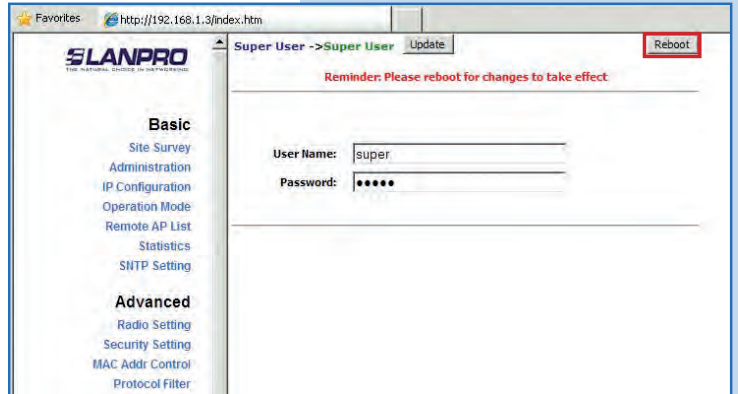 Favorites
http://192.168.1.3/index.htm
LANPRO
THE NATURAL CHOICE IN NETWORKING
Super User ->Super User Update Reboot
Reminder: Please reboot for changes to take effect
User Name: super
Password: •••••
Basic
Site Survey
Administration
IP Configuration
Operation Mode
Remote AP List
Statistics
SNTP Setting
Advanced
Radio Setting
Security Setting
MAC Addr Control
Protocol Filter